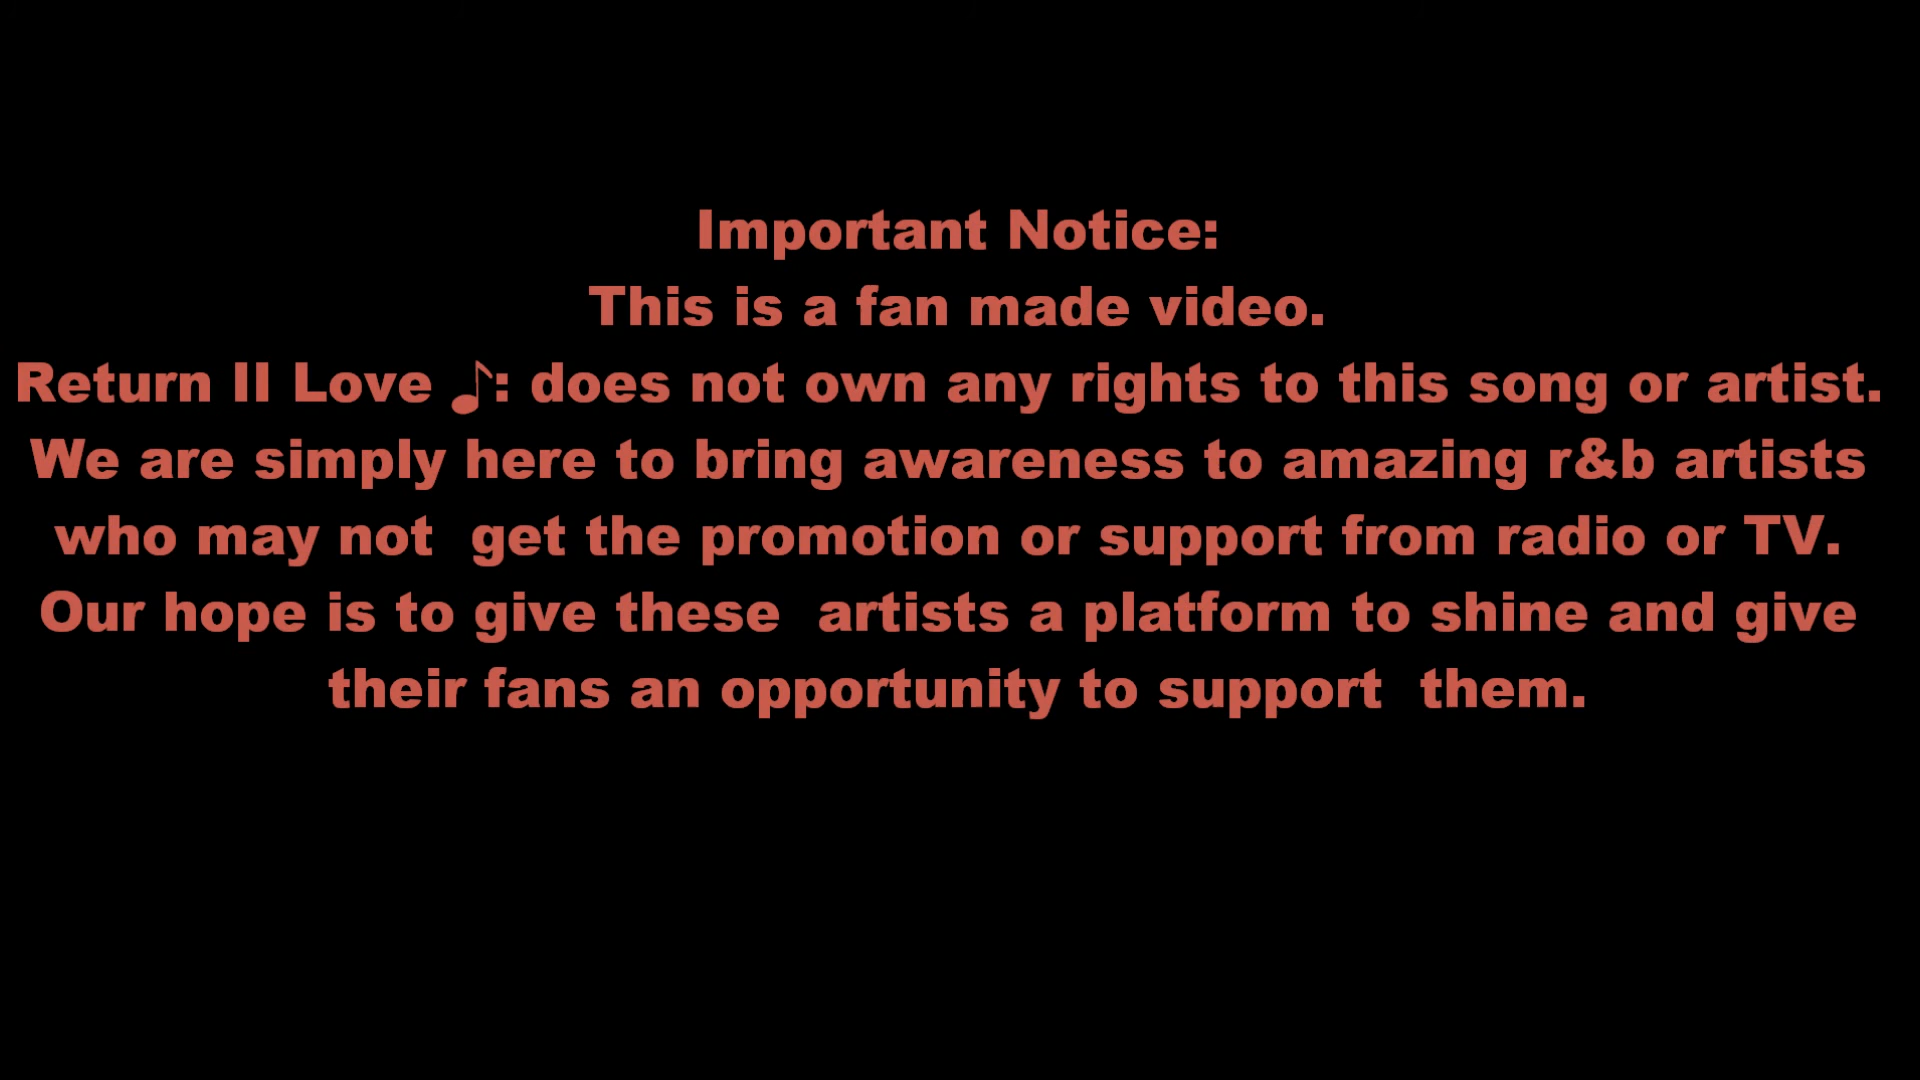 Important Notice:
This is a fan made video.
Return II Love ♪: does not own any rights to this song or artist.
We are simply here to bring awareness to amazing r&b artists
who may not  get the promotion or support from radio or TV.
Our hope is to give these  artists a platform to shine and give
their fans an opportunity to support  them.